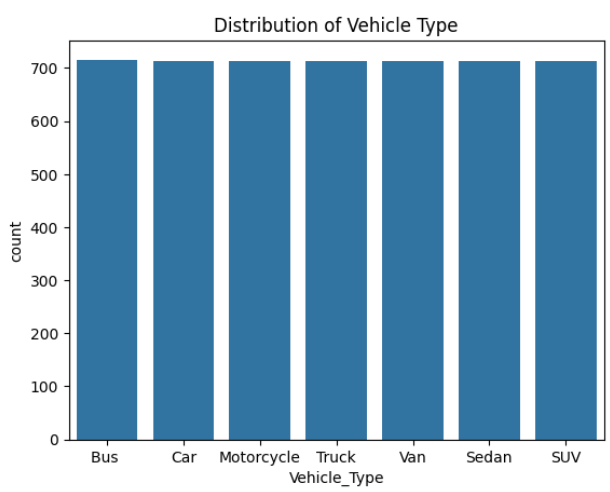 Distribution of Vehicle Type
700
600
500
400
300
200
100
0
count
Bus Car Motorcycle Truck Van Sedan SUV
Vehicle_Type